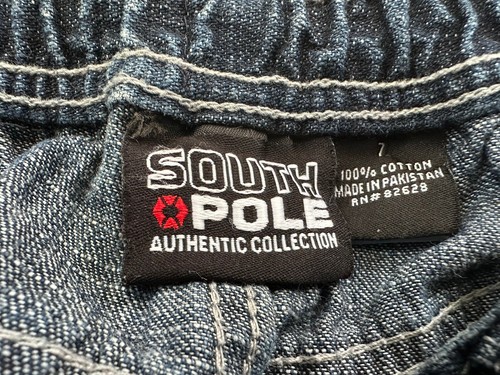 SOUTH
POLE
AUTHENTIC COLLECTION
7
100% COTTON
MADE IN PAKISTAN
RN# 82628